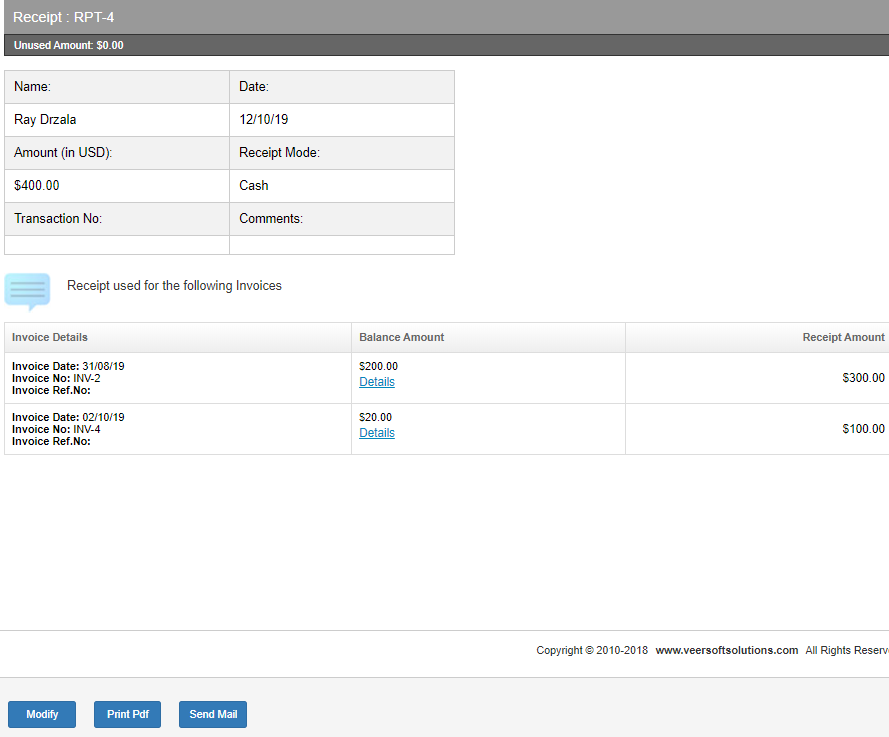 Receipt : RPT-4
Unused Amount: $0.00
Name: Date:
Ray Drzala 12/10/19
Amount (in USD): Receipt Mode:
$400.00 Cash
Transaction No: Comments:
Receipt used for the following Invoices
Invoice Details Balance Amount Receipt Amount
Invoice Date: 31/08/19 $200.00
Invoice No: INV-2 Details $300.00
Invoice Ref.No:
Invoice Date: 02/10/19 $20.00
Invoice No: INV-4 Details $100.00
Invoice Ref.No:
Copyright © 2010-2018 www.veersoftsolutions.com All Rights Reserv
Modify Print Pdf Send Mail